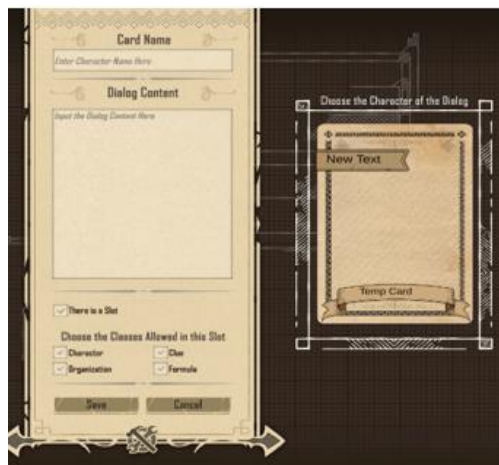 Card Name
Enter Character Name Here
Dialog Content
Input the Dialog Content Here
There is a Slot
Choose the Classes Allowed in this Slot
Character
Clue
Organization
Formula
Save
Cancel
Choose the Character of the Dialog
New Text
Temp Card